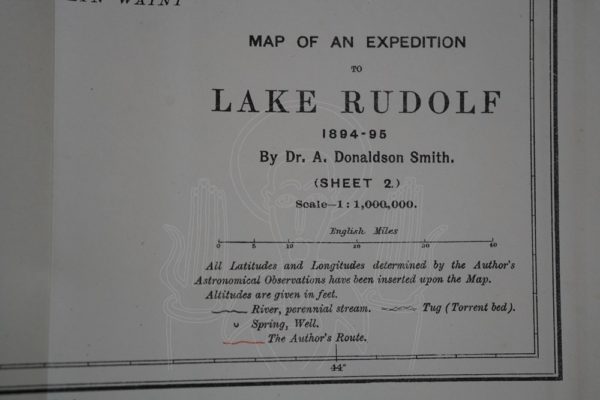 MAP OF AN EXPEDITION
TO
LAKE RUDOLF
1894-95
By Dr. A. Donaldson Smith.
(SHEET 2.)
Scale—1:1,000,000.
English Miles
0 5 10 20 30 40
All Latitudes and Longitudes determined by the Author's
Astronomical Observations have been inserted upon the Map.
Altitudes are given in feet.
River, perennial stream. Tug (Torrent bed).
Spring, Well.
The Author's Route.
44°